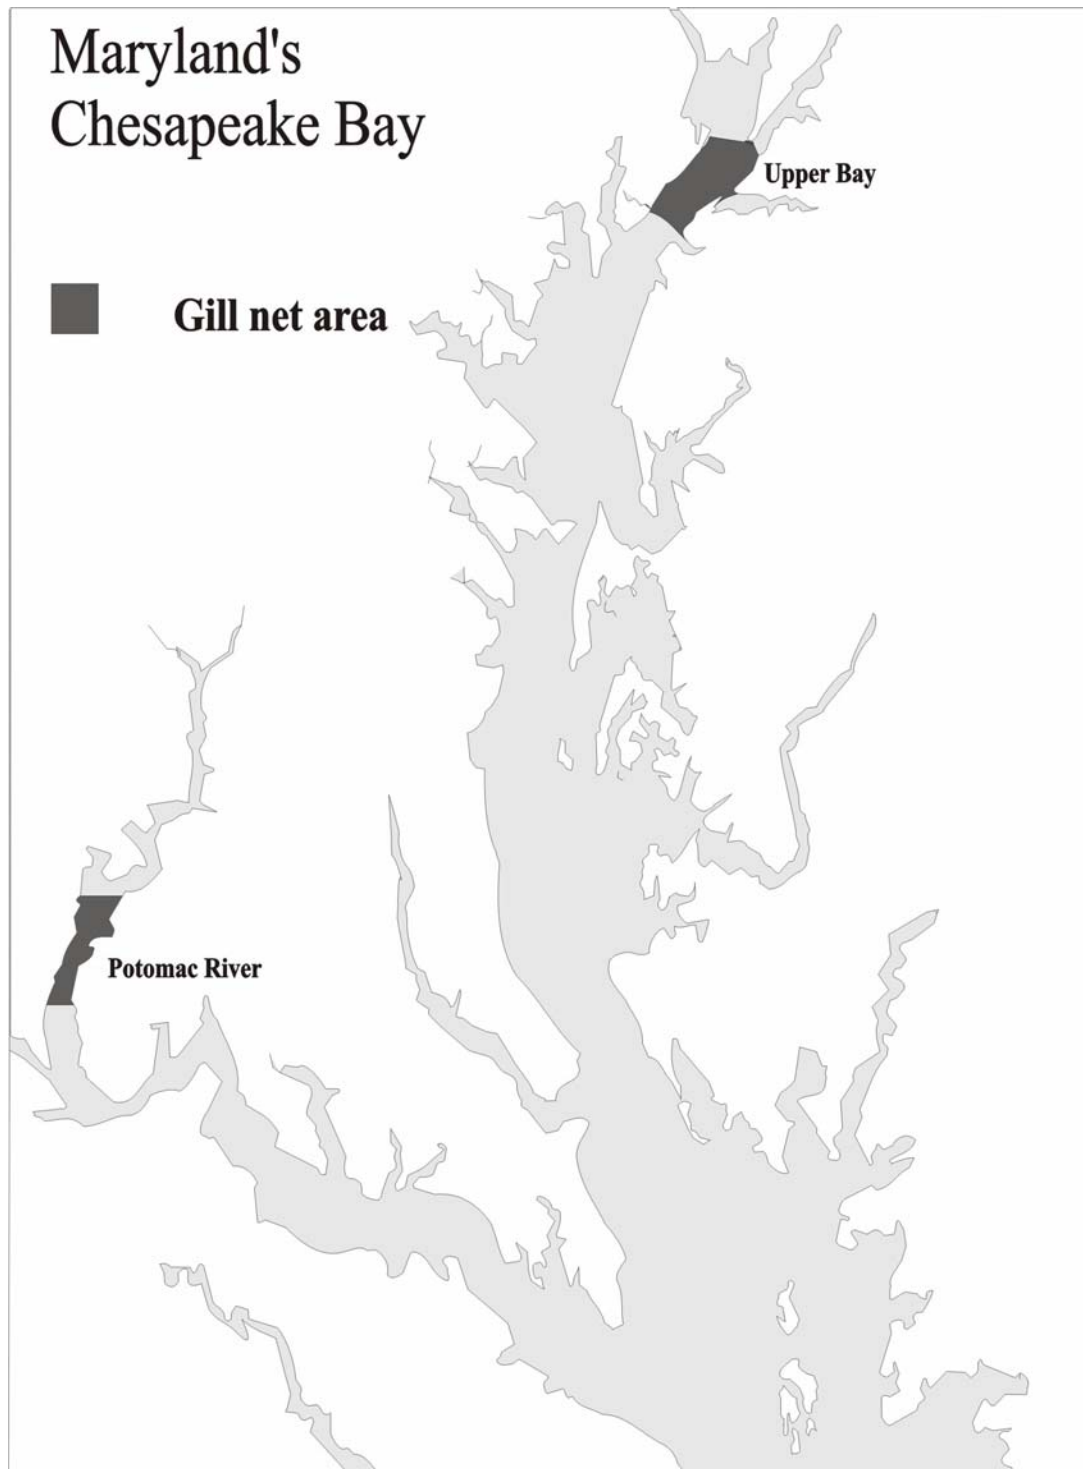 Maryland's
Chesapeake Bay
Upper Bay
Gill net area
Potomac River